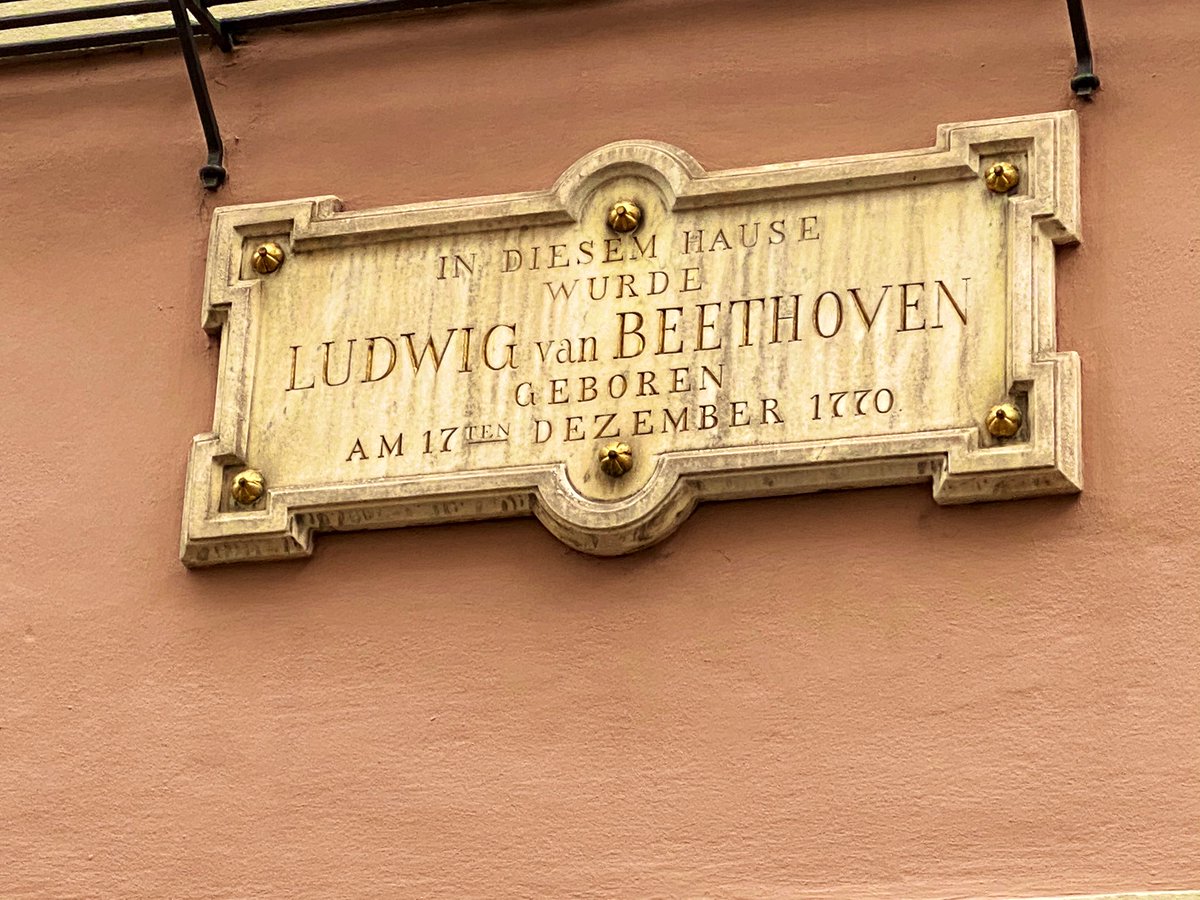 IN DIESEM HAUSE
WURDE
LUDWIG van BEETHOVEN
GEBOREN
AM 17TEN DEZEMBER 1770.